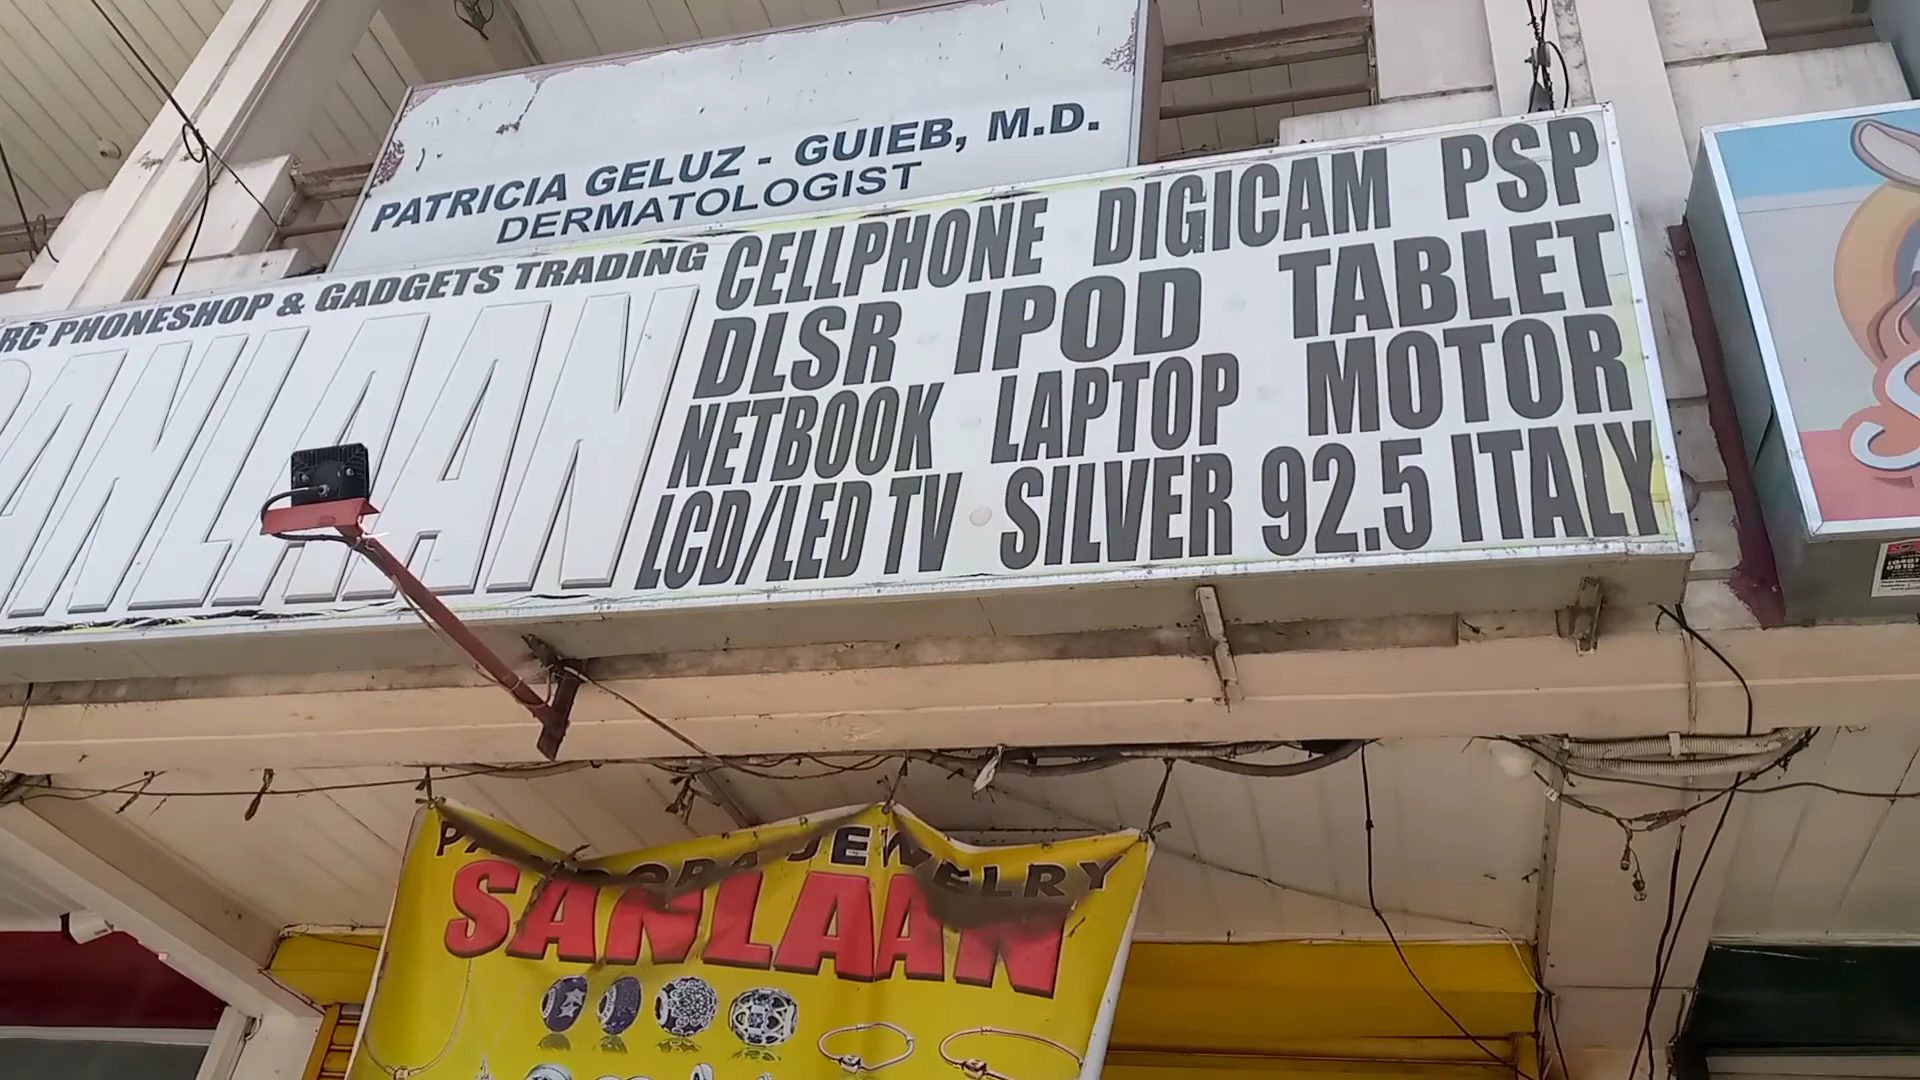 PATRICIA GELUZ - GUIEB, M.D.
DERMATOLOGIST
RC PHONESHOP & GADGETS TRADING
ANLAAN
CELLPHONE DIGICAM PSP
DLSR IPOD TABLET
NETBOOK LAPTOP MOTOR
LCD/LED TV SILVER 92.5 ITALY
JEWELRY
SANLAAN